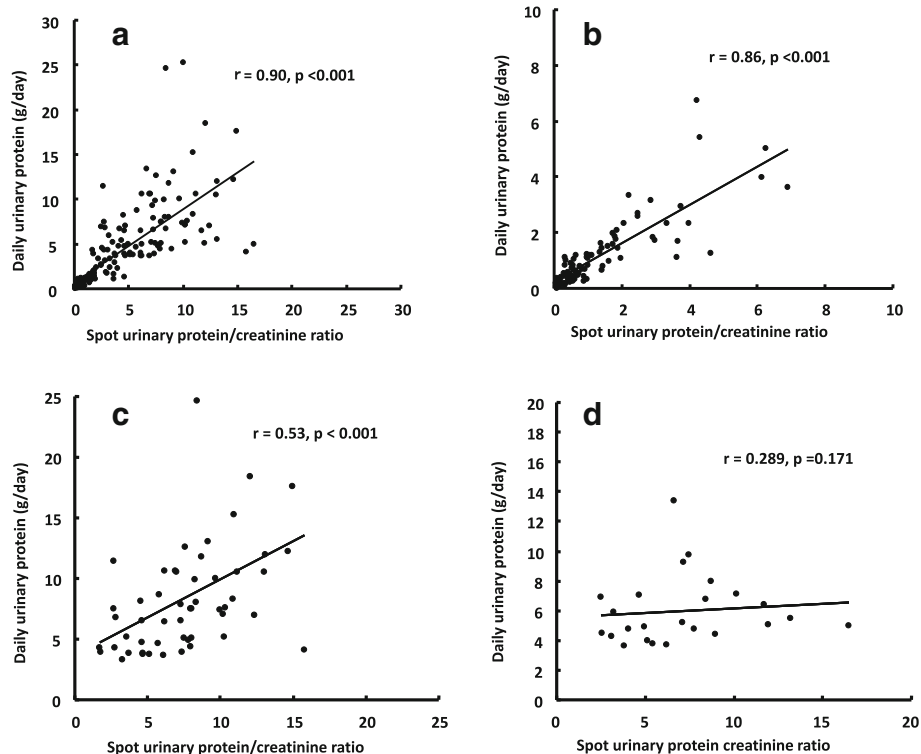 a
r = 0.90, p <0.001
Daily urinary protein (g/day)
30
25
20
15
10
5
0
0 5 10 15 20 25 30
Spot urinary protein/creatinine ratio
b
r = 0.86, p <0.001
Daily urinary protein (g/day)
10
8
6
4
2
0
0 2 4 6 8 10
Spot urinary protein/creatinine ratio
c
r = 0.53, p < 0.001
Daily urinary protein (g/day)
25
20
15
10
5
0
0 5 10 15 20 25
Spot urinary protein/creatinine ratio
d
r = 0.289, p =0.171
Daily urinary protein (g/day)
20
18
16
14
12
10
8
6
4
2
0
0 5 10 15 20
Spot urinary protein creatinine ratio